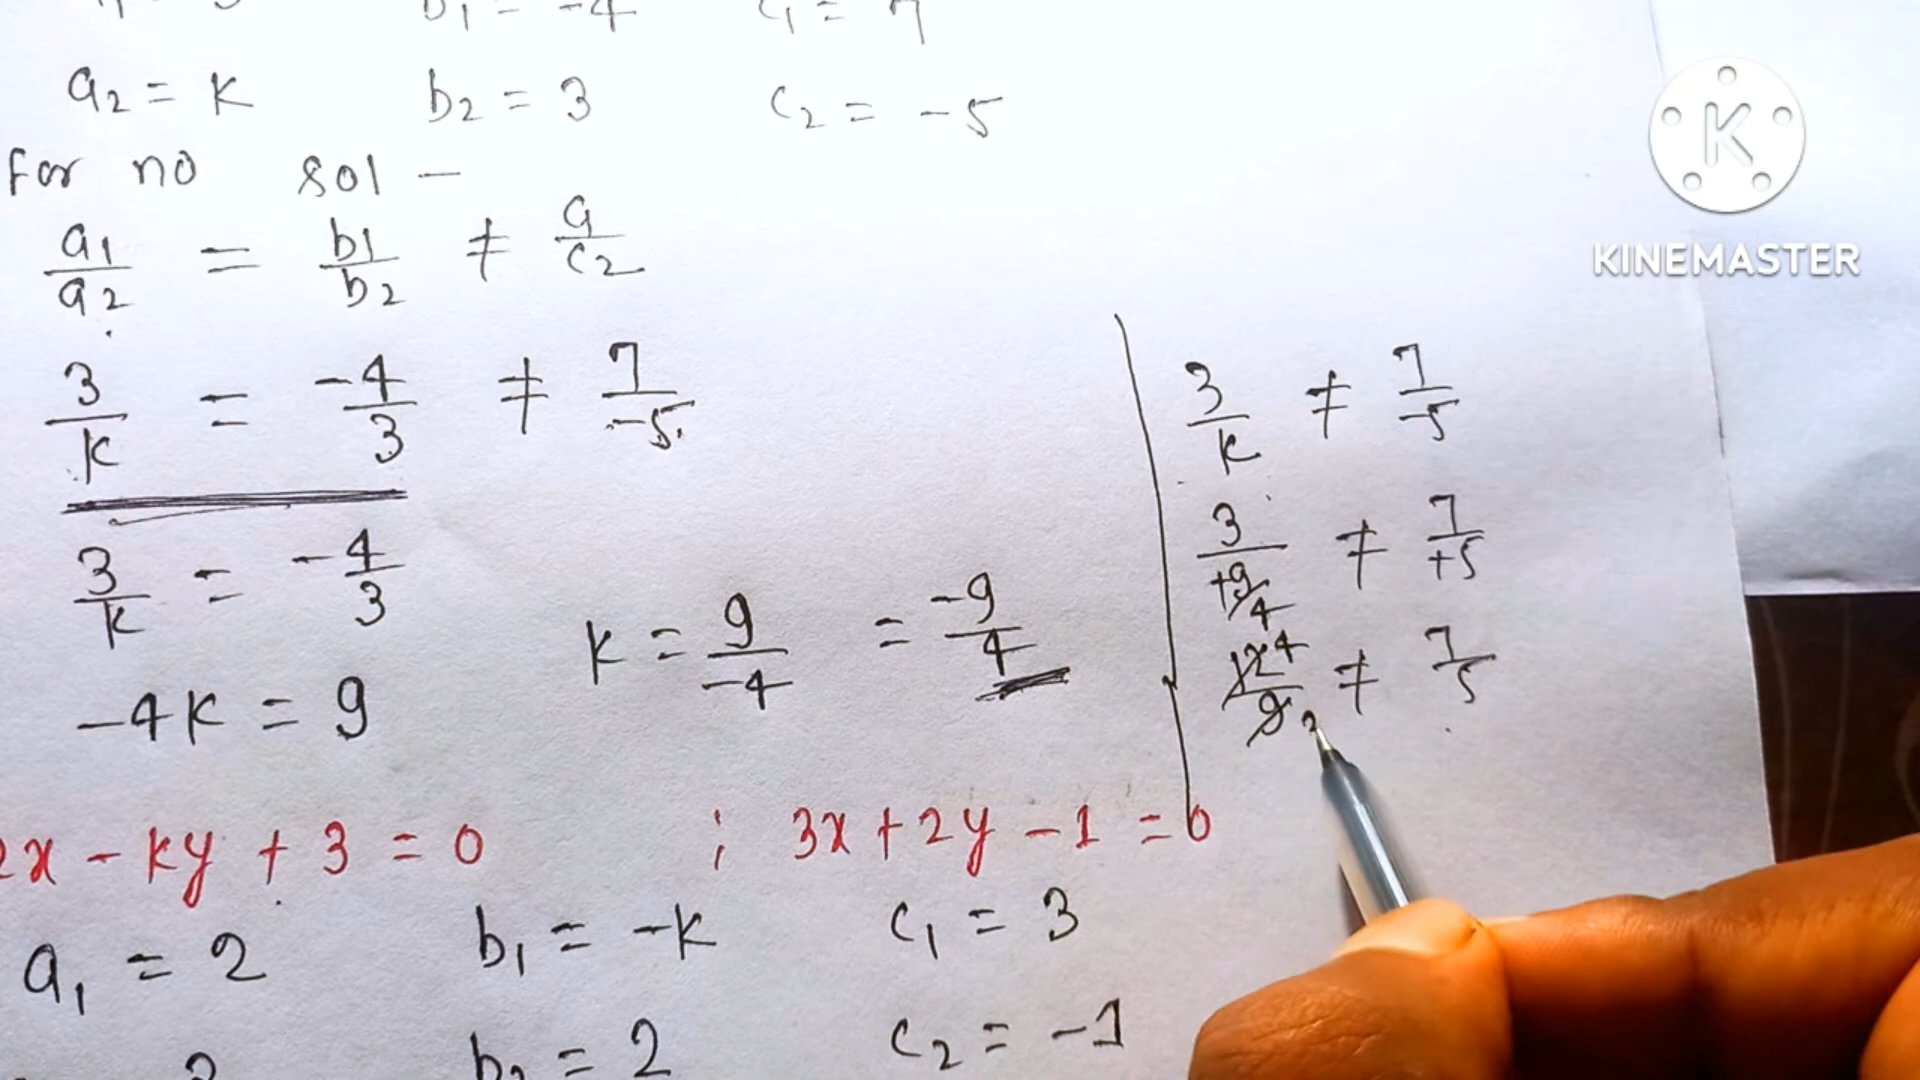 b1 = -4 c1 = 7
a2 = K b2 = 3 c2 = -5
For no sol -
a1/a2 = b1/b2 ≠ c1/c2
3/k = -4/3 ≠ 7/-5
3/k = -4/3
-4K = 9
k = 9/-4 = -9/4
3/k ≠ 7/-5
3/(+9/4) ≠ 7/+5
12 4/9 3 ≠ 7/5
2x - ky + 3 = 0 ; 3x + 2y - 1 = 0
a1 = 2 b1 = -k c1 = 3
b2 = 2 c2 = -1
K
KINEMASTER